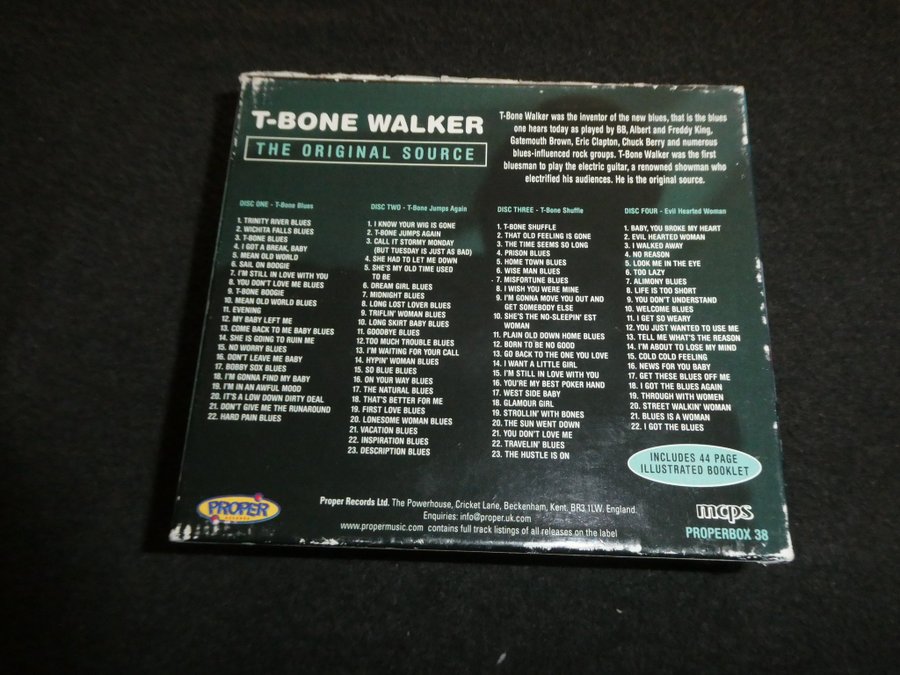 T-BONE WALKER
THE ORIGINAL SOURCE
T-Bone Walker was the inventor of the new blues, that is the blues
one hears today as played by BB, Albert and Freddy King,
Gatemouth Brown, Eric Clapton, Chuck Berry and numerous
blues-influenced rock groups. T-Bone Walker was the first
bluesman to play the electric guitar, a renowned showman who
electrified his audiences. He is the original source.
DISC ONE - T-Bone Blues
1. TRINITY RIVER BLUES
2. WICHITA FALLS BLUES
3. T-BONE BLUES
4. I GOT A BREAK, BABY
5. MEAN OLD WORLD
6. SAIL ON BOOGIE
7. I'M STILL IN LOVE WITH YOU
8. YOU DON'T LOVE ME BLUES
9. T-BONE BOOGIE
10. MEAN OLD WORLD BLUES
11. EVENING
12. MY BABY LEFT ME
13. COME BACK TO ME BABY BLUES
14. SHE IS GOING TO RUIN ME
15. NO WORRY BLUES
16. DON'T LEAVE ME BABY
17. BOBBY SOX BLUES
18. I'M GONNA FIND MY BABY
19. I'M IN AN AWFUL MOOD
20. IT'S A LOW DOWN DIRTY DEAL
21. DON'T GIVE ME THE RUNAROUND
22. HARD PAIN BLUES
DISC TWO - T-Bone Jumps Again
1. I KNOW YOUR WIG IS GONE
2. T-BONE JUMPS AGAIN
3. CALL IT STORMY MONDAY
(BUT TUESDAY IS JUST AS BAD)
4. SHE HAD TO LET ME DOWN
5. SHE'S MY OLD TIME USED
TO BE
6. DREAM GIRL BLUES
7. MIDNIGHT BLUES
8. LONG LOST LOVER BLUES
9. TRIFLIN' WOMAN BLUES
10. LONG SKIRT BABY BLUES
11. GOODBYE BLUES
12.TOO MUCH TROUBLE BLUES
13. I'M WAITING FOR YOUR CALL
14. HYPIN' WOMAN BLUES
15. SO BLUE BLUES
16. ON YOUR WAY BLUES
17. THE NATURAL BLUES
18. THAT'S BETTER FOR ME
19. FIRST LOVE BLUES
20. LONESOME WOMAN BLUES
21. VACATION BLUES
22. INSPIRATION BLUES
23. DESCRIPTION BLUES
DISC THREE - T-Bone Shuffle
1. T-BONE SHUFFLE
2. THAT OLD FEELING IS GONE
3. THE TIME SEEMS SO LONG
4. PRISON BLUES
5. HOME TOWN BLUES
6. WISE MAN BLUES
7. MISFORTUNE BLUES
8. I WISH YOU WERE MINE
9. I'M GONNA MOVE YOU OUT AND
GET SOMEBODY ELSE
10. SHE'S THE NO-SLEEPIN' EST
WOMAN
11. PLAIN OLD DOWN HOME BLUES
12. BORN TO BE NO GOOD
13. GO BACK TO THE ONE YOU LOVE
14. I WANT A LITTLE GIRL
15. I'M STILL IN LOVE WITH YOU
16. YOU'RE MY BEST POKER HAND
17. WEST SIDE BABY
18. GLAMOUR GIRL
19. STROLLIN' WITH BONES
20. THE SUN WENT DOWN
21. YOU DON'T LOVE ME
22. TRAVELIN' BLUES
23. THE HUSTLE IS ON
DISC FOUR - Evil Hearted Woman
1. BABY, YOU BROKE MY HEART
2. EVIL HEARTED WOMAN
3. I WALKED AWAY
4. NO REASON
5. LOOK ME IN THE EYE
6. TOO LAZY
7. ALIMONY BLUES
8. LIFE IS TOO SHORT
9. YOU DON'T UNDERSTAND
10. WELCOME BLUES
11. I GET SO WEARY
12. YOU JUST WANTED TO USE ME
13. TELL ME WHAT'S THE REASON
14. I'M ABOUT TO LOSE MY MIND
15. COLD COLD FEELING
16. NEWS FOR YOU BABY
17. GET THESE BLUES OFF ME
18. I GOT THE BLUES AGAIN
19. THROUGH WITH WOMEN
20. STREET WALKIN' WOMAN
21. BLUES IS A WOMAN
22. I GOT THE BLUES
INCLUDES 44 PAGE
ILLUSTRATED BOOKLET
PROPER
RECORDS
Proper Records Ltd. The Powerhouse, Cricket Lane, Beckenham, Kent. BR3 1LW. England.
Enquiries: info@proper.uk.com
www.propermusic.com contains full track listings of all releases on the label
mcps
PROPERBOX 38